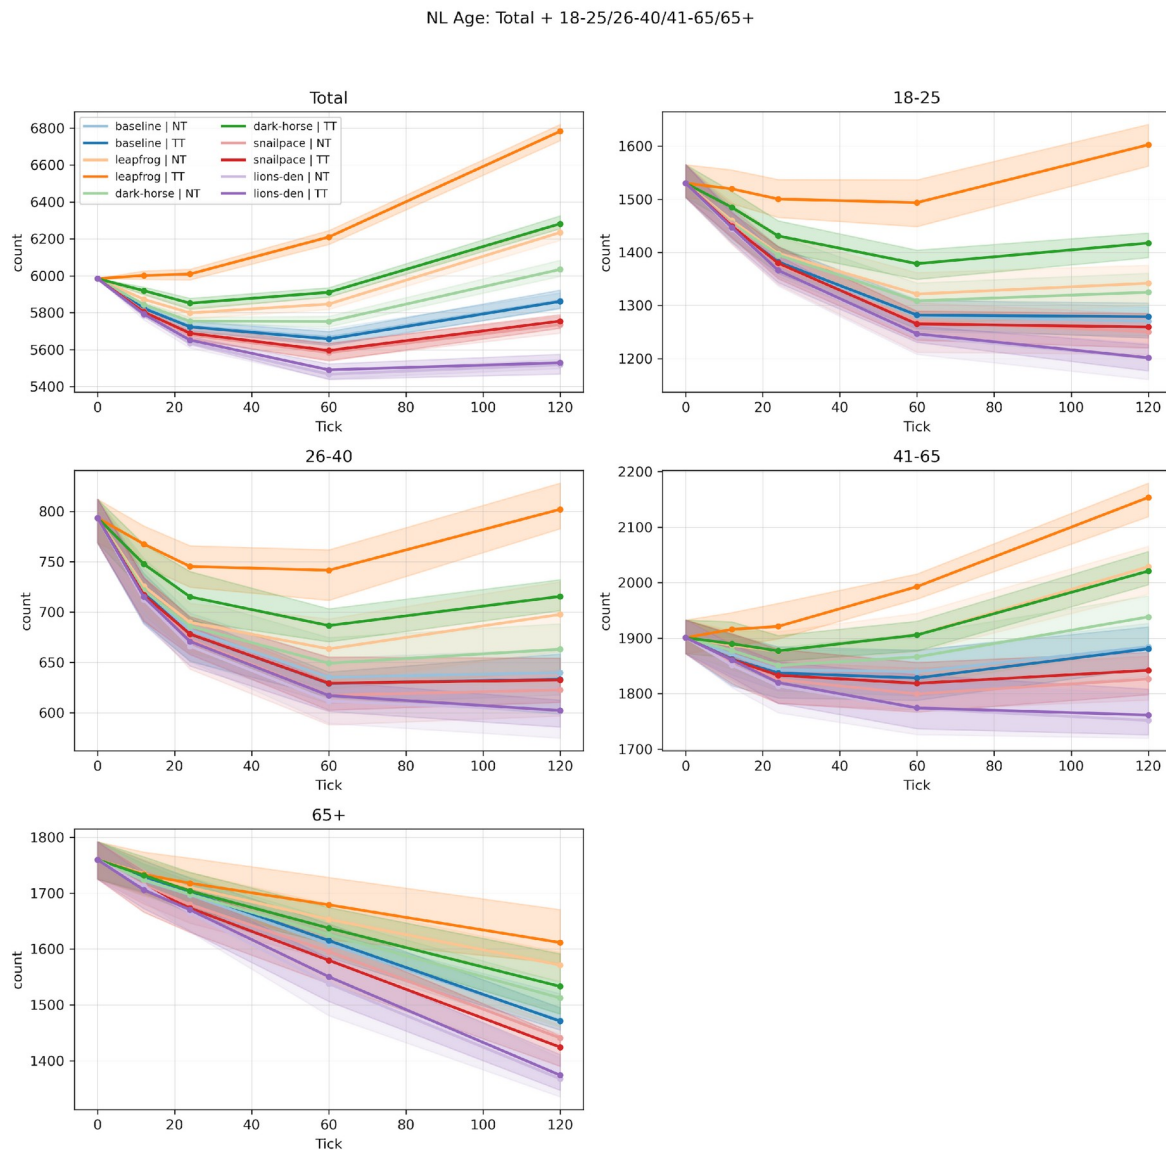 NL Age: Total + 18-25/26-40/41-65/65+
Total
baseline | NT
baseline | TT
leapfrog | NT
leapfrog | TT
dark-horse | NT
dark-horse | TT
snailpace | NT
snailpace | TT
lions-den | NT
lions-den | TT
6800
6600
6400
6200
6000
5800
5600
5400
count
0 20 40 60 80 100 120
Tick
18-25
1600
1500
1400
1300
1200
count
0 20 40 60 80 100 120
Tick
26-40
800
750
700
650
600
count
0 20 40 60 80 100 120
Tick
41-65
2200
2100
2000
1900
1800
1700
count
0 20 40 60 80 100 120
Tick
65+
1800
1700
1600
1500
1400
count
0 20 40 60 80 100 120
Tick